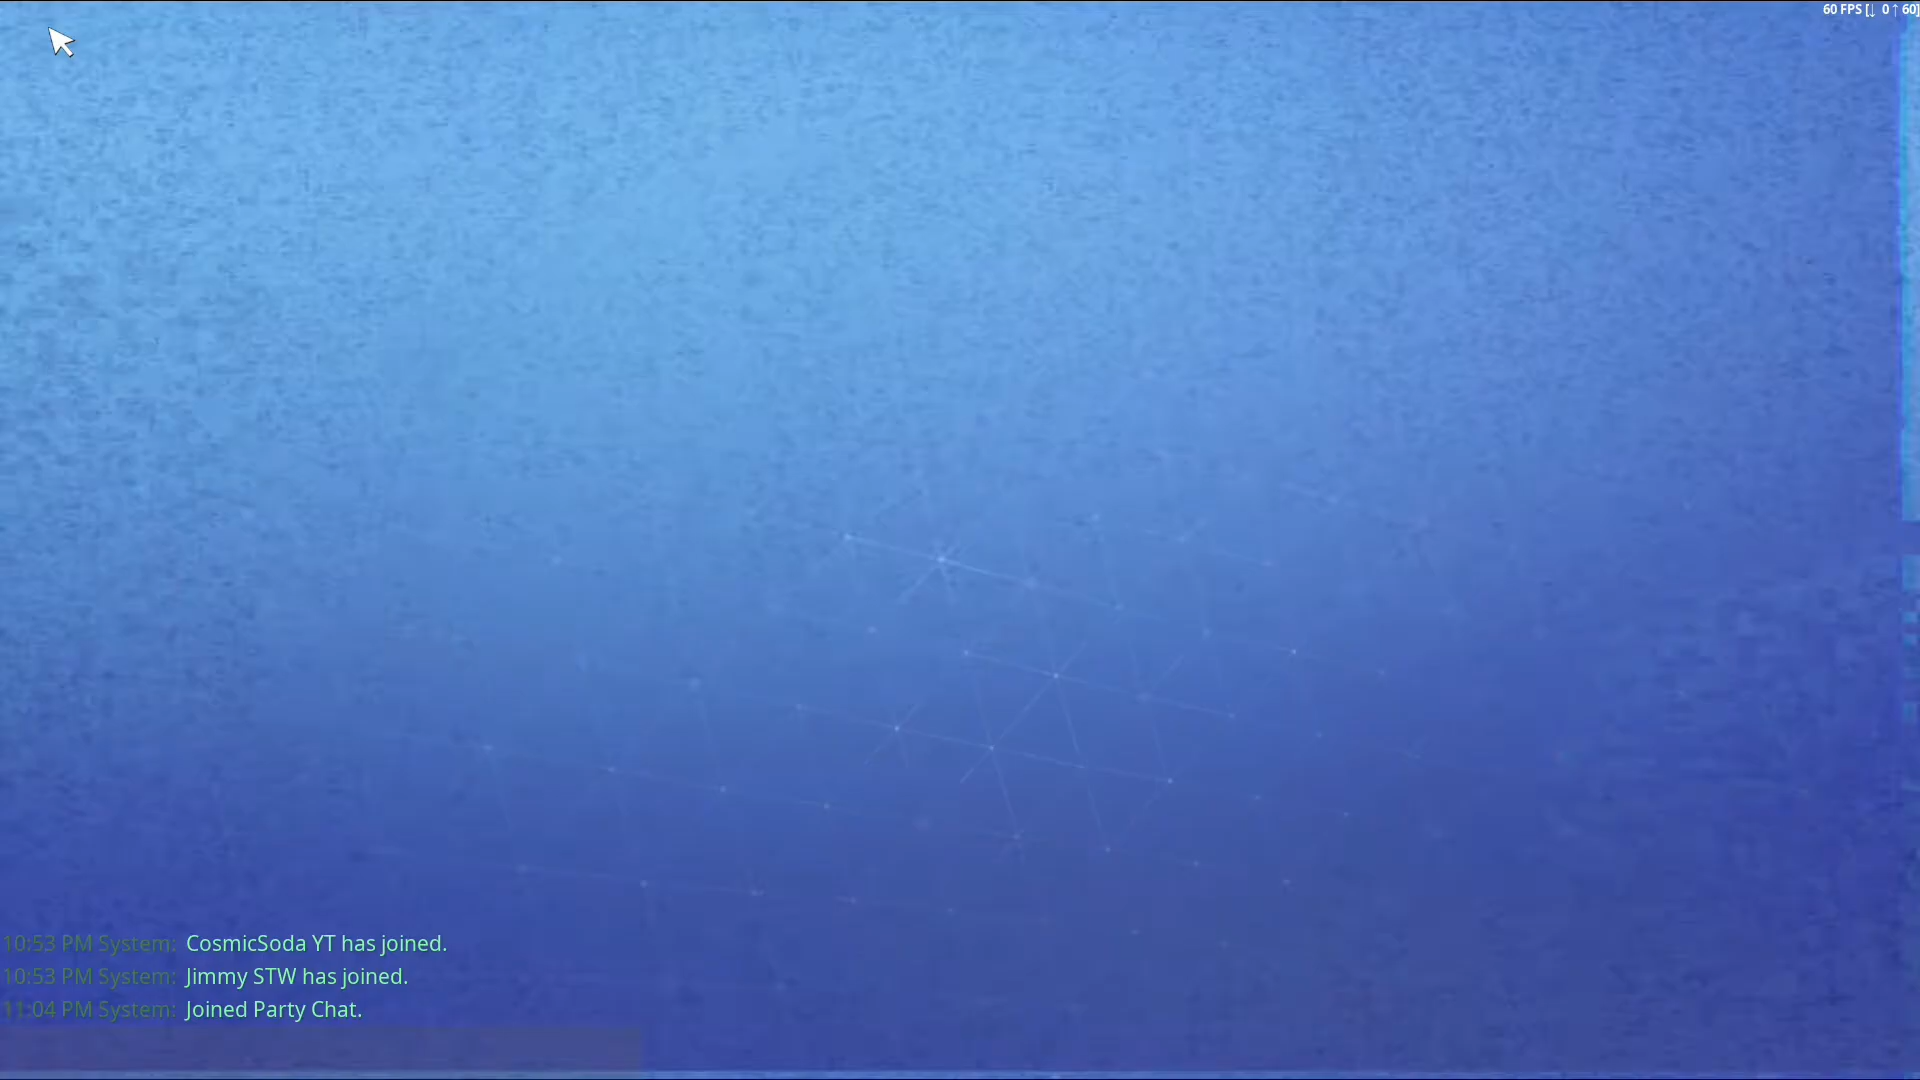 60 FPS [↓ 0 ↑ 60]
10:53 PM System: CosmicSoda YT has joined.
10:53 PM System: Jimmy STW has joined.
11:04 PM System: Joined Party Chat.